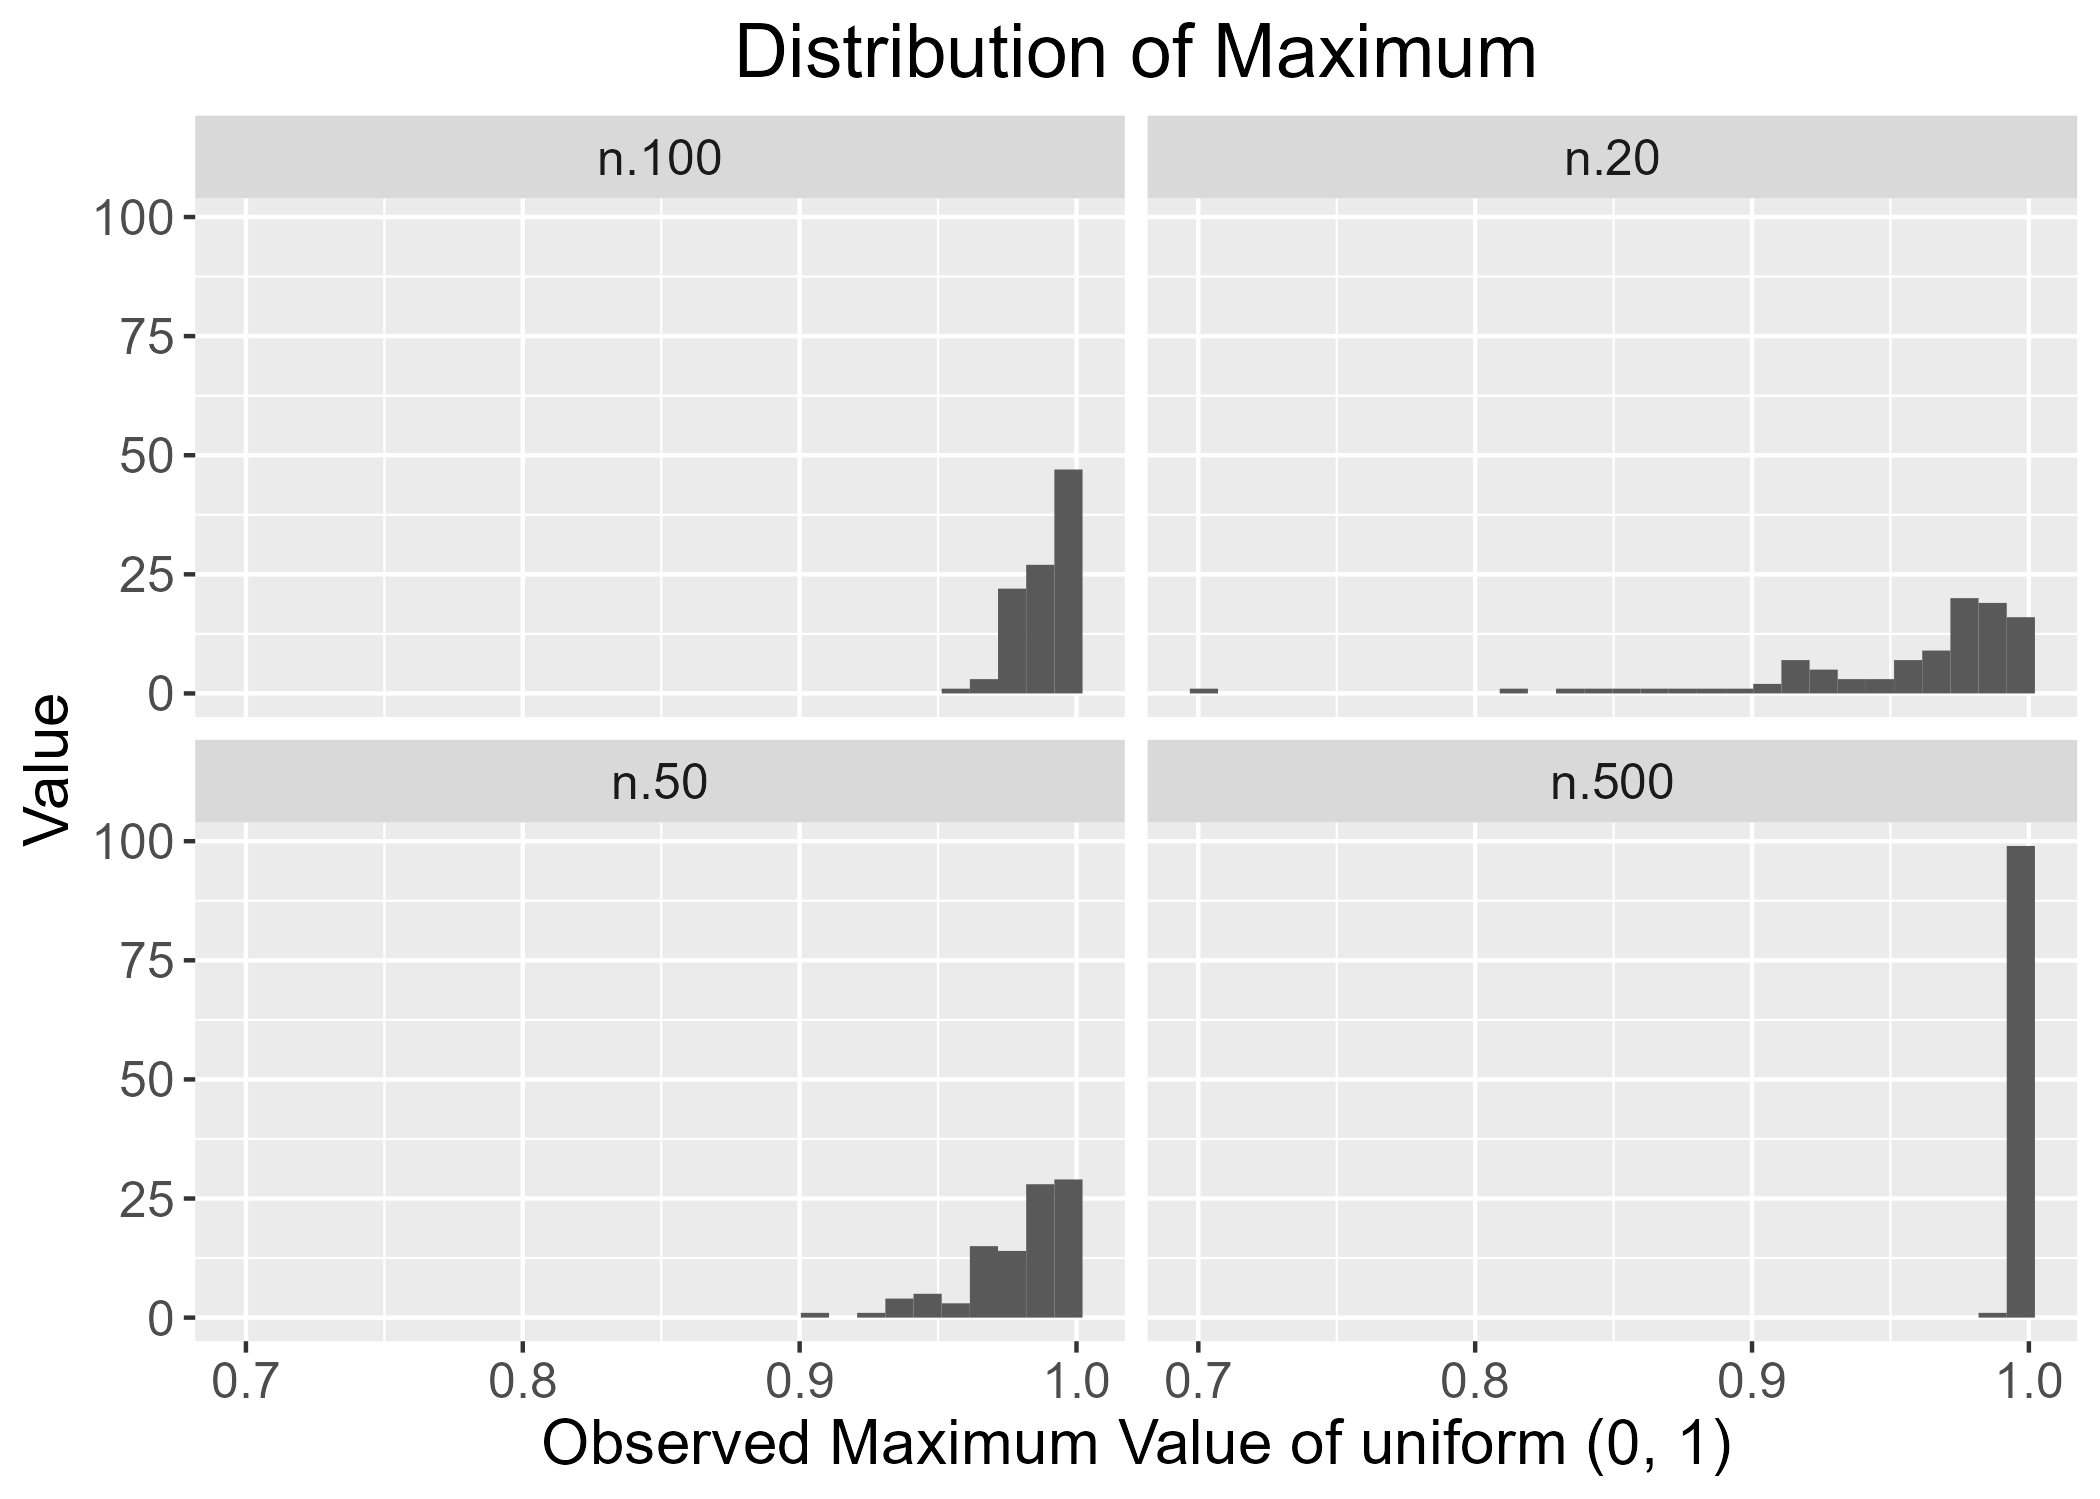 Distribution of Maximum
n.100
n.20
100
75
50
25
0
Value
n.50
n.500
100
75
50
25
0
0.7 0.8 0.9 1.0 0.7 0.8 0.9 1.0
Observed Maximum Value of uniform (0, 1)